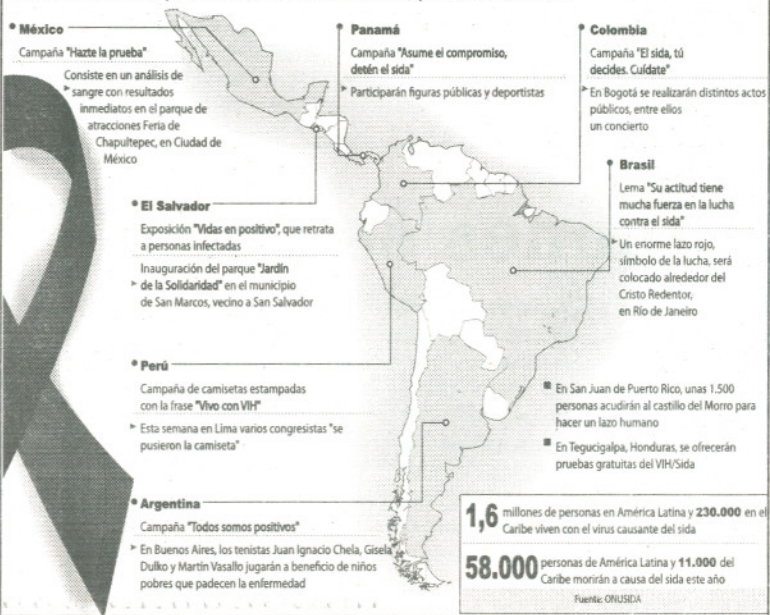 México
Campaña "Hazte la prueba"
Consiste en un análisis de
sangre con resultados
inmediatos en el parque de
atracciones Feria de
Chapultepec, en Ciudad de
México
Panamá
Campaña "Asume el compromiso,
detén el sida"
Participarán figuras públicas y deportistas
Colombia
Campaña "El sida, tú
decides. Cuídate"
En Bogotá se realizarán distintos actos
públicos, entre ellos
un concierto
Brasil
Lema "Su actitud tiene
mucha fuerza en la lucha
contra el sida"
Un enorme lazo rojo,
símbolo de la lucha, será
colocado alrededor del
Cristo Redentor,
en Río de Janeiro
El Salvador
Exposición "Vidas en positivo", que retrata
a personas infectadas
Inauguración del parque "Jardín
de la Solidaridad" en el municipio
de San Marcos, vecino a San Salvador
Perú
Campaña de camisetas estampadas
con la frase "Vivo con VIH"
Esta semana en Lima varios congresistas "se
pusieron la camiseta"
Argentina
Campaña "Todos somos positivos"
En Buenos Aires, los tenistas Juan Ignacio Chela, Gisela
Dulko y Martín Vasallo jugarán a beneficio de niños
pobres que padecen la enfermedad
En San Juan de Puerto Rico, unas 1.500
personas acudirán al castillo del Morro para
hacer un lazo humano
En Tegucigalpa, Honduras, se ofrecerán
pruebas gratuitas del VIH/Sida
1,6 millones de personas en América Latina y 230.000 en el
Caribe viven con el virus causante del sida
58.000 personas de América Latina y 11.000 del
Caribe morirán a causa del sida este año
Fuente: ONUSIDA